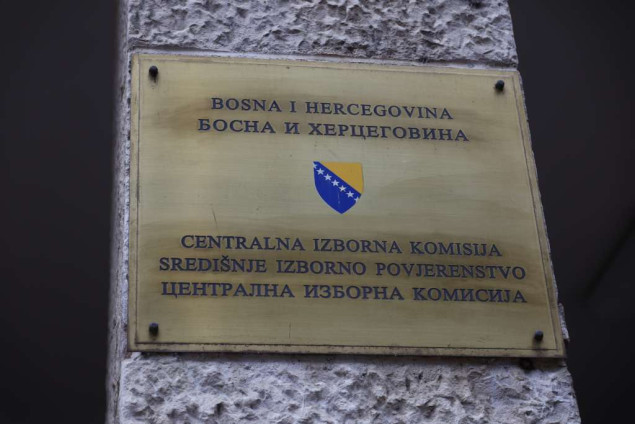 BOSNA I HERCEGOVINA
БОСНА И ХЕРЦЕГОВИНА
CENTRALNA IZBORNA KOMISIJA
SREDIŠNJE IZBORNO POVJERENSTVO
ЦЕНТРАЛНА ИЗБОРНА КОМИСИЈА